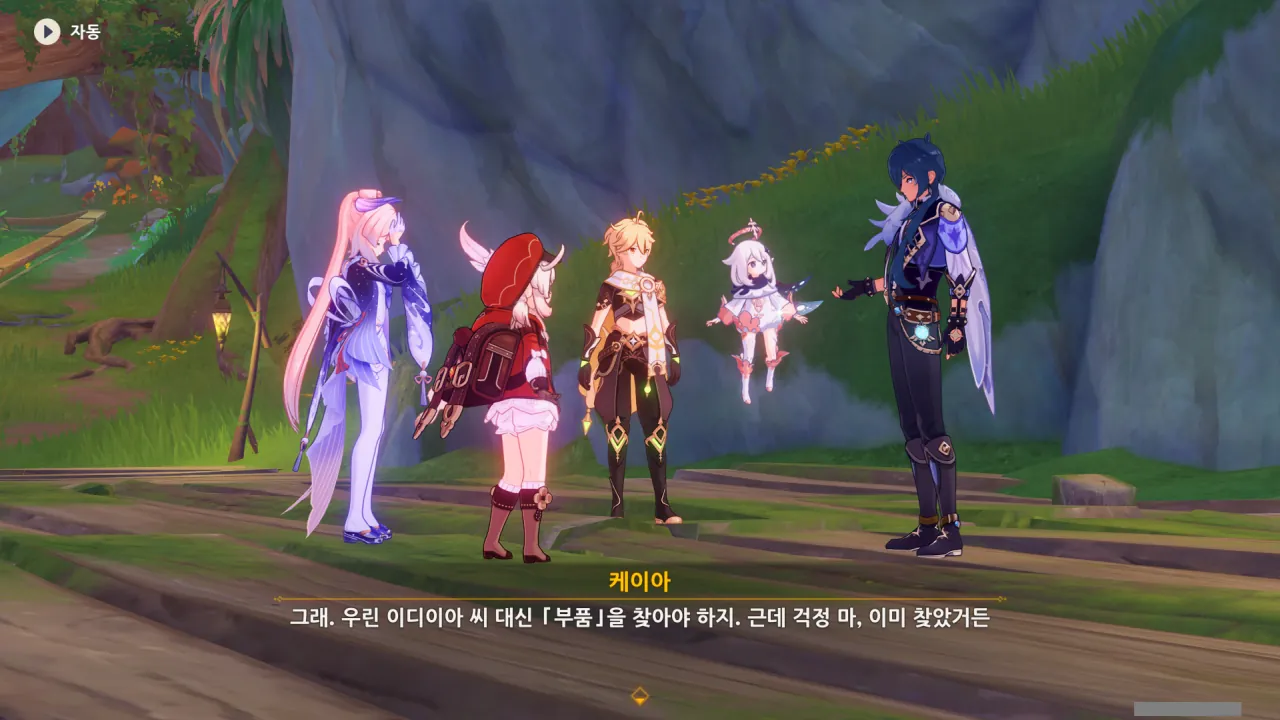 자동
케이아
그래. 우린 이디이아 씨 대신 「부품」을 찾아야 하지. 근데 걱정 마, 이미 찾았거든